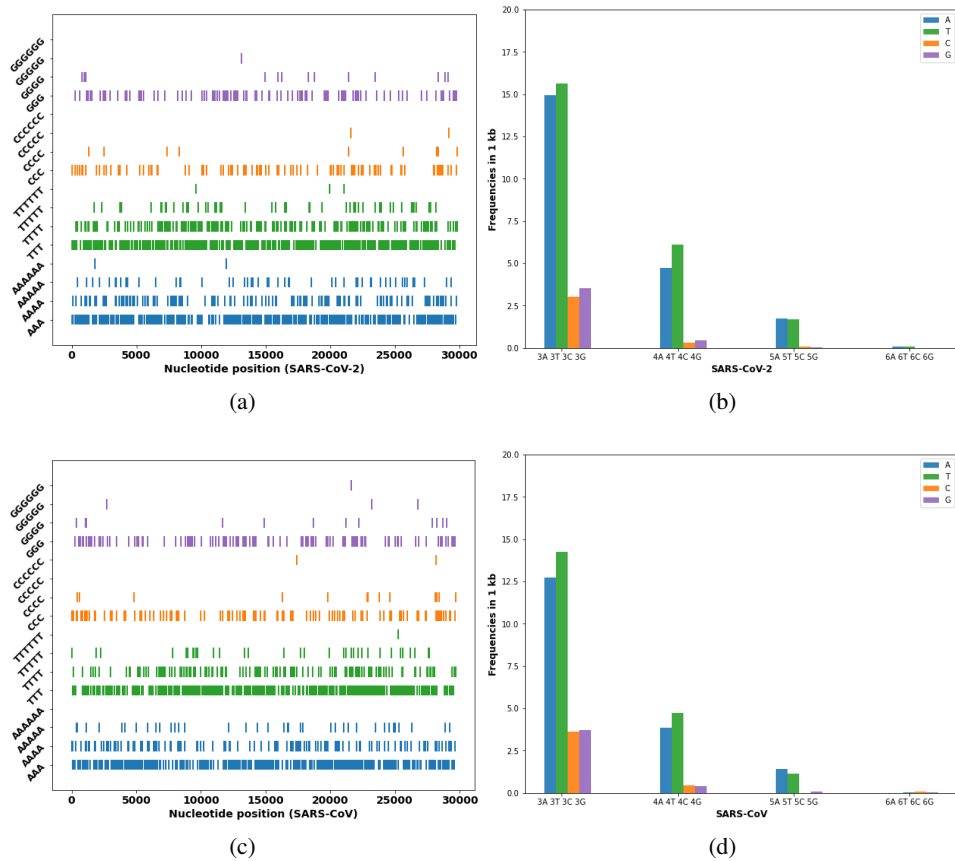 GGGGGG
GGGGG
GGGG
GGG
CCCCCC
CCCCC
CCCC
CCC
TTTTTT
TTTTT
TTTT
TTT
AAAAAA
AAAAA
AAAA
AAA
0 5000 10000 15000 20000 25000 30000
Nucleotide position (SARS-CoV-2)
(a)
Frequencies in 1 kb
20.0
17.5
15.0
12.5
10.0
7.5
5.0
2.5
0.0
A
T
C
G
3A 3T 3C 3G 4A 4T 4C 4G 5A 5T 5C 5G 6A 6T 6C 6G
SARS-CoV-2
(b)
GGGGGG
GGGGG
GGGG
GGG
CCCCCC
CCCCC
CCCC
CCC
TTTTTT
TTTTT
TTTT
TTT
AAAAAA
AAAAA
AAAA
AAA
0 5000 10000 15000 20000 25000 30000
Nucleotide position (SARS-CoV)
(c)
Frequencies in 1 kb
20.0
17.5
15.0
12.5
10.0
7.5
5.0
2.5
0.0
A
T
C
G
3A 3T 3C 3G 4A 4T 4C 4G 5A 5T 5C 5G 6A 6T 6C 6G
SARS-CoV
(d)